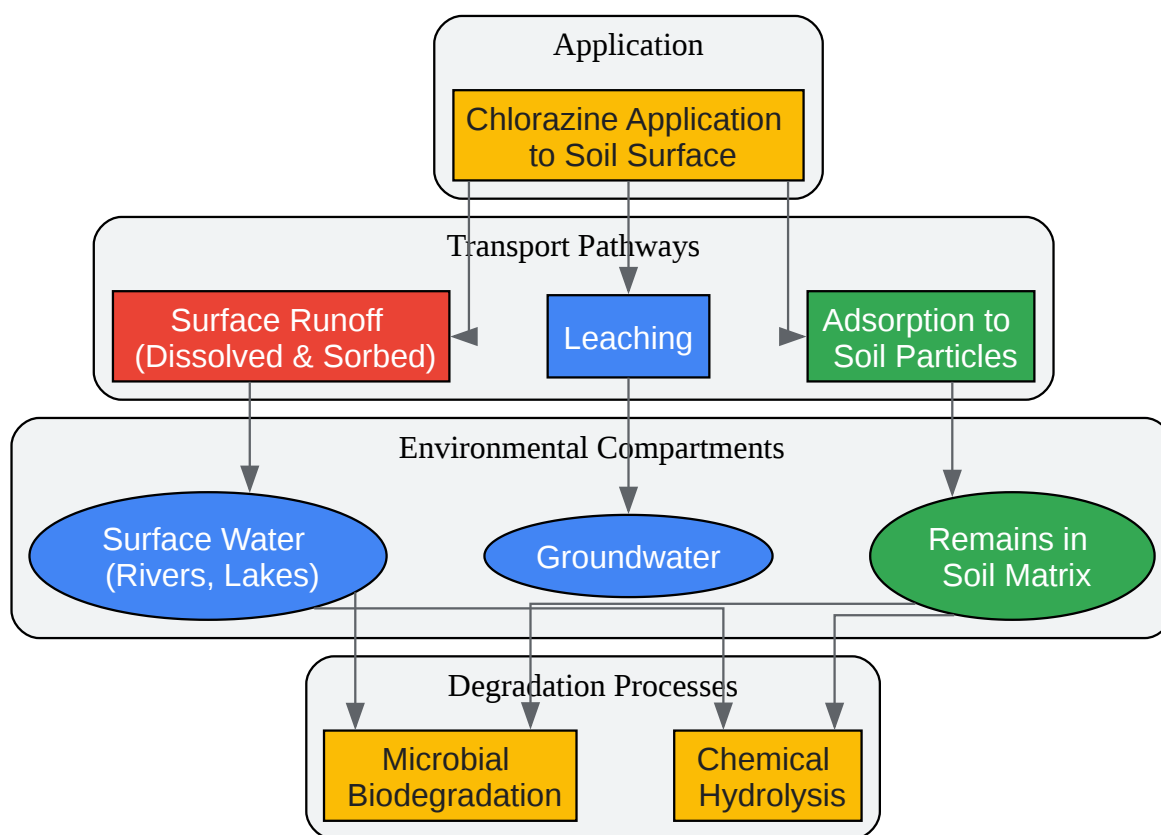 Application
Chlorazine Application
to Soil Surface
Transport Pathways
Surface Runoff
(Dissolved & Sorbed)
Leaching
Adsorption to
Soil Particles
Environmental Compartments
Surface Water
(Rivers, Lakes)
Groundwater
Remains in
Soil Matrix
Degradation Processes
Microbial
Biodegradation
Chemical
Hydrolysis